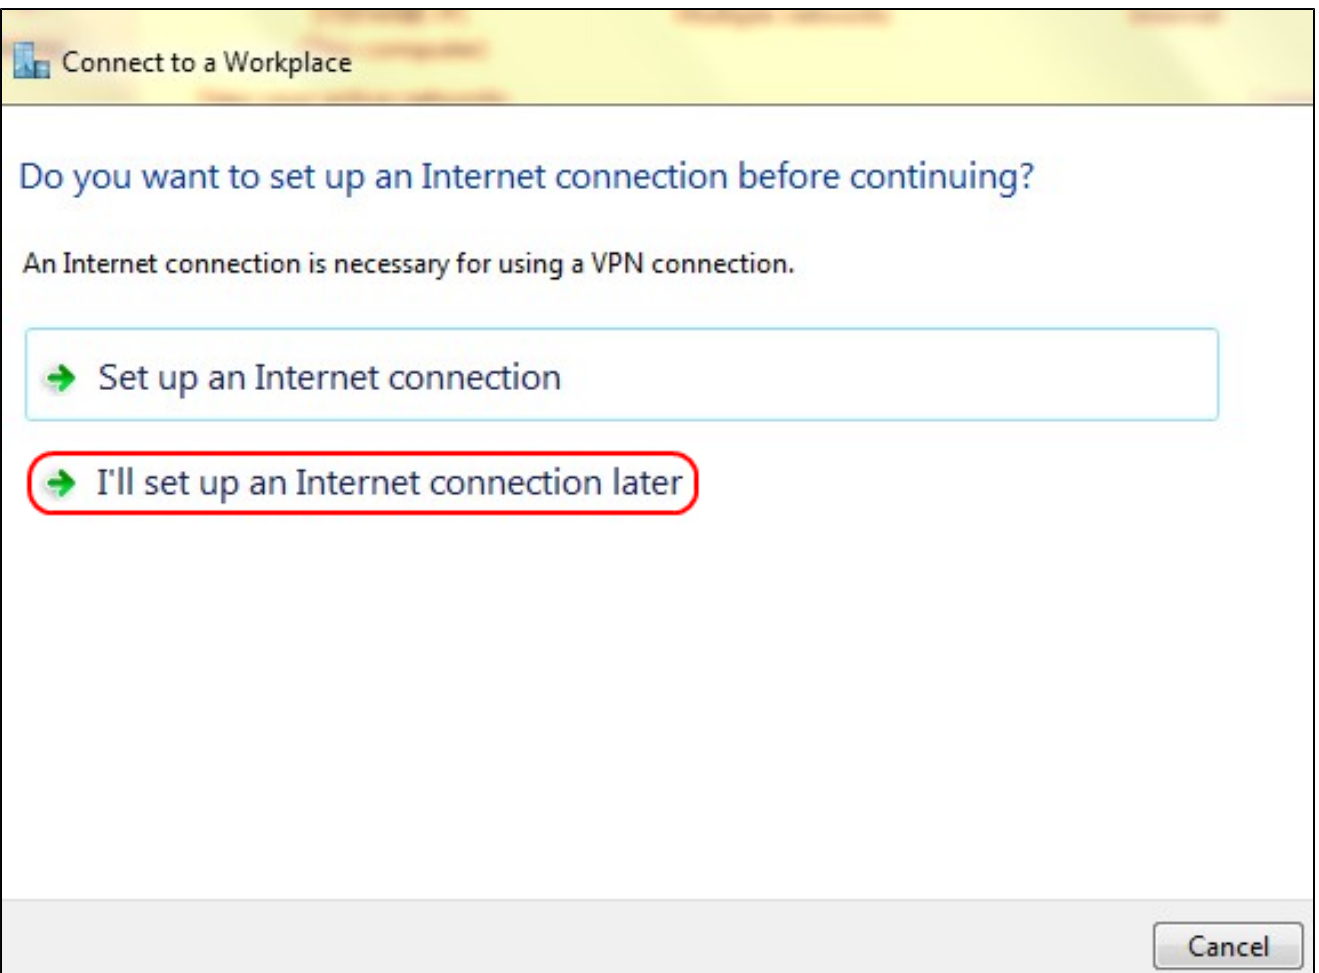 Connect to a Workplace
Do you want to set up an Internet connection before continuing?
An Internet connection is necessary for using a VPN connection.
Set up an Internet connection
I'll set up an Internet connection later
Cancel